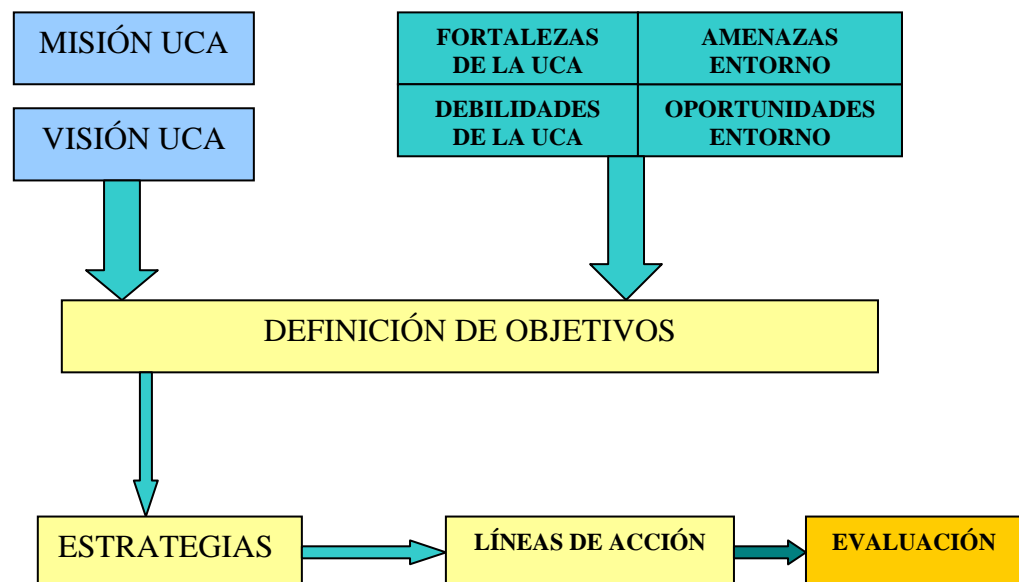 MISIÓN UCA
VISIÓN UCA
FORTALEZAS
DE LA UCA
AMENAZAS
ENTORNO
DEBILIDADES
DE LA UCA
OPORTUNIDADES
ENTORNO
DEFINICIÓN DE OBJETIVOS
ESTRATEGIAS
LÍNEAS DE ACCIÓN
EVALUACIÓN